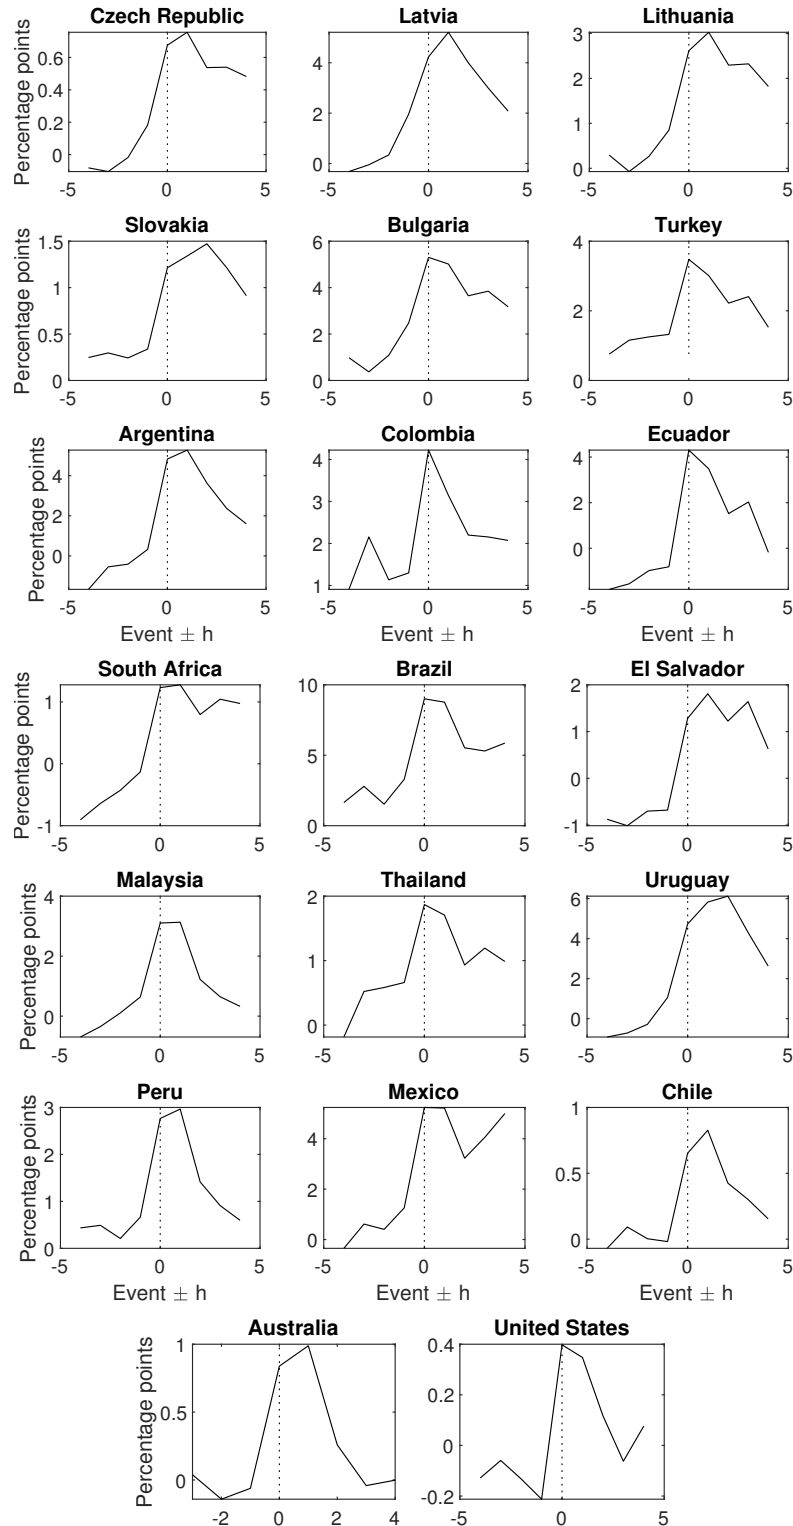 Czech Republic Latvia Lithuania
Percentage points
0.6 4 3
0.4 2
0.2 2 1
0 0 0
-5 0 5 -5 0 5 -5 0 5
Slovakia Bulgaria Turkey
Percentage points
1.5 6 4
1 4
0.5 2 2
0 0 0
-5 0 5 -5 0 5 -5 0 5
Argentina Colombia Ecuador
Percentage points
4 4 4
2 3 2
0 2 0
1
-5 0 5 -5 0 5 -5 0 5
Event ± h Event ± h Event ± h
South Africa Brazil El Salvador
Percentage points
1 10 2
0 5 1
0
-1 0 -1
-5 0 5 -5 0 5 -5 0 5
Malaysia Thailand Uruguay
Percentage points
4 2 6
2 1 4
2
0 0 0
-5 0 5 -5 0 5 -5 0 5
Peru Mexico Chile
Percentage points
3 4 1
2 2 0.5
1
0 0 0
-5 0 5 -5 0 5 -5 0 5
Event ± h Event ± h Event ± h
Australia United States
Percentage points
1 0.4
0.5 0.2
0 0
-0.2
-2 0 2 4 -5 0 5